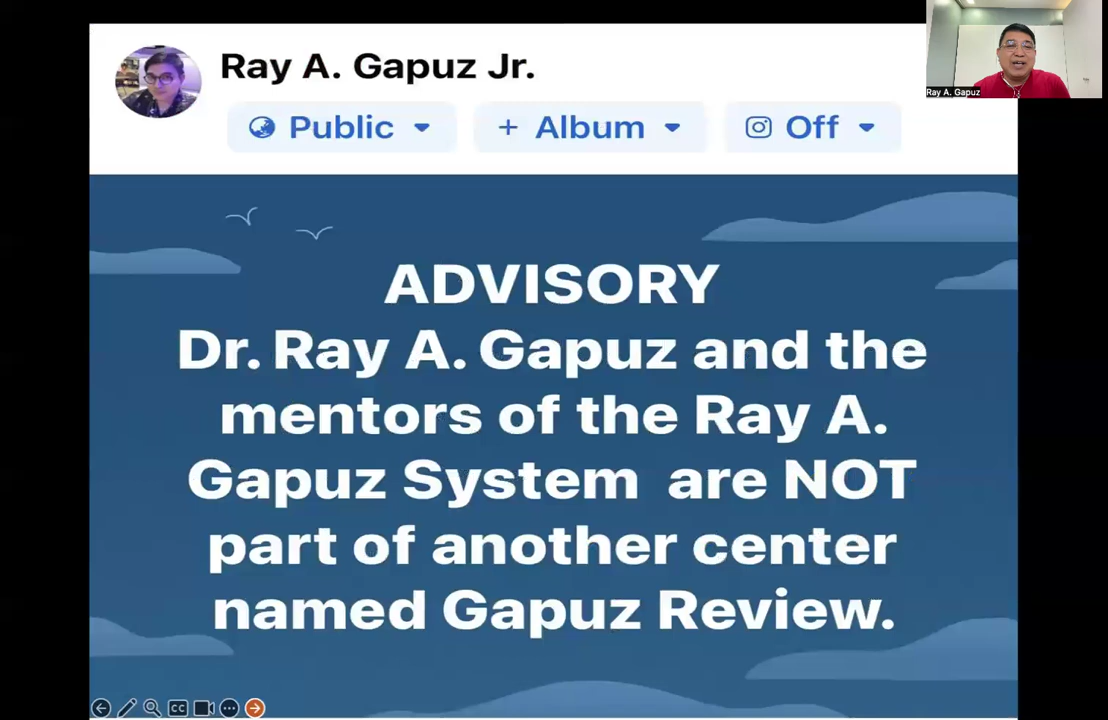 Ray A. Gapuz Jr.
Public
+ Album
Off
Ray A. Gapuz
ADVISORY
Dr. Ray A. Gapuz and the
mentors of the Ray A.
Gapuz System are NOT
part of another center
named Gapuz Review.
CC